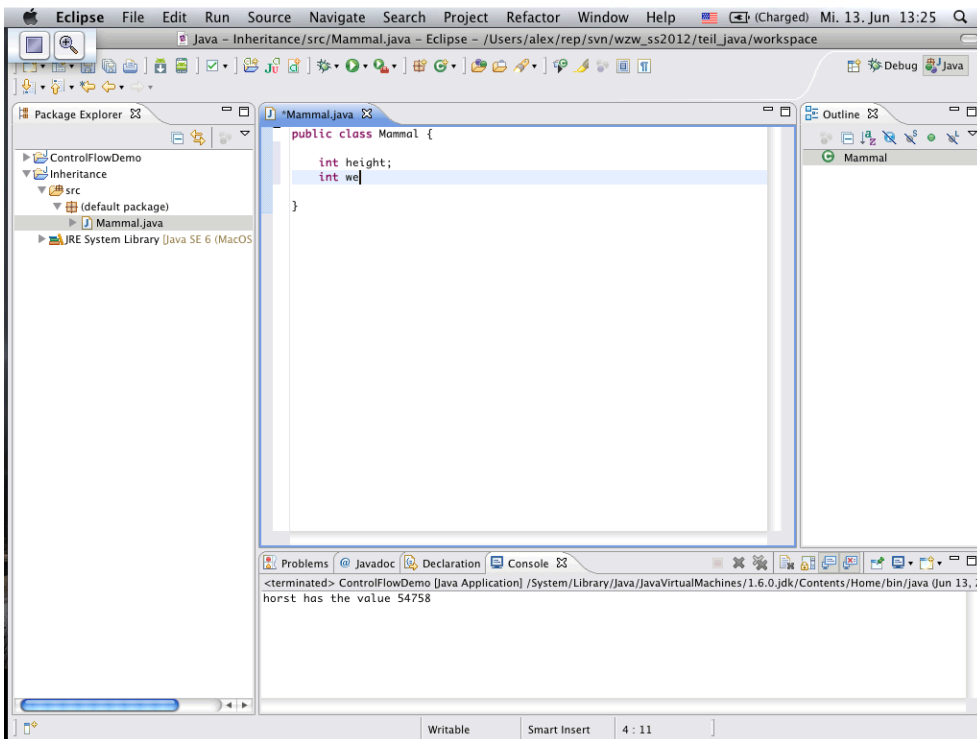 Eclipse File Edit Run Source Navigate Search Project Refactor Window Help (Charged) Mi. 13. Jun 13:25
Java – Inheritance/src/Mammal.java – Eclipse – /Users/alex/rep/svn/wzw_ss2012/teil_java/workspace
Debug Java
Package Explorer
ControlFlowDemo
Inheritance
src
(default package)
Mammal.java
JRE System Library [Java SE 6 (MacOS
*Mammal.java
public class Mammal {
int height;
int we
}
Outline
Mammal
Problems @ Javadoc Declaration Console
<terminated> ControlFlowDemo [Java Application] /System/Library/Java/JavaVirtualMachines/1.6.0.jdk/Contents/Home/bin/java (Jun 13,
horst has the value 54758
Writable Smart Insert 4 : 11